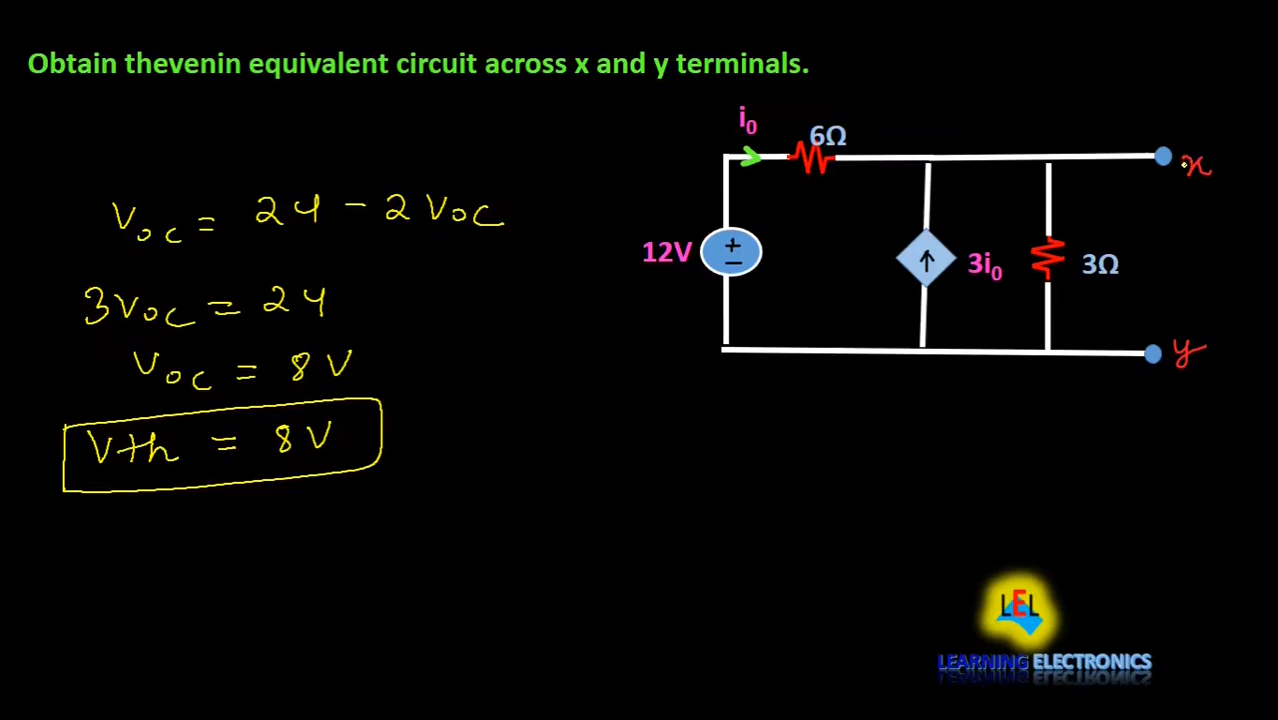 Obtain thevenin equivalent circuit across x and y terminals.
i₀
6Ω
x
Voc = 24 - 2Voc
12V
+
−
3i₀
3Ω
3Voc = 24
Voc = 8V
y
Vth = 8V
LEL
LEARNING ELECTRONICS